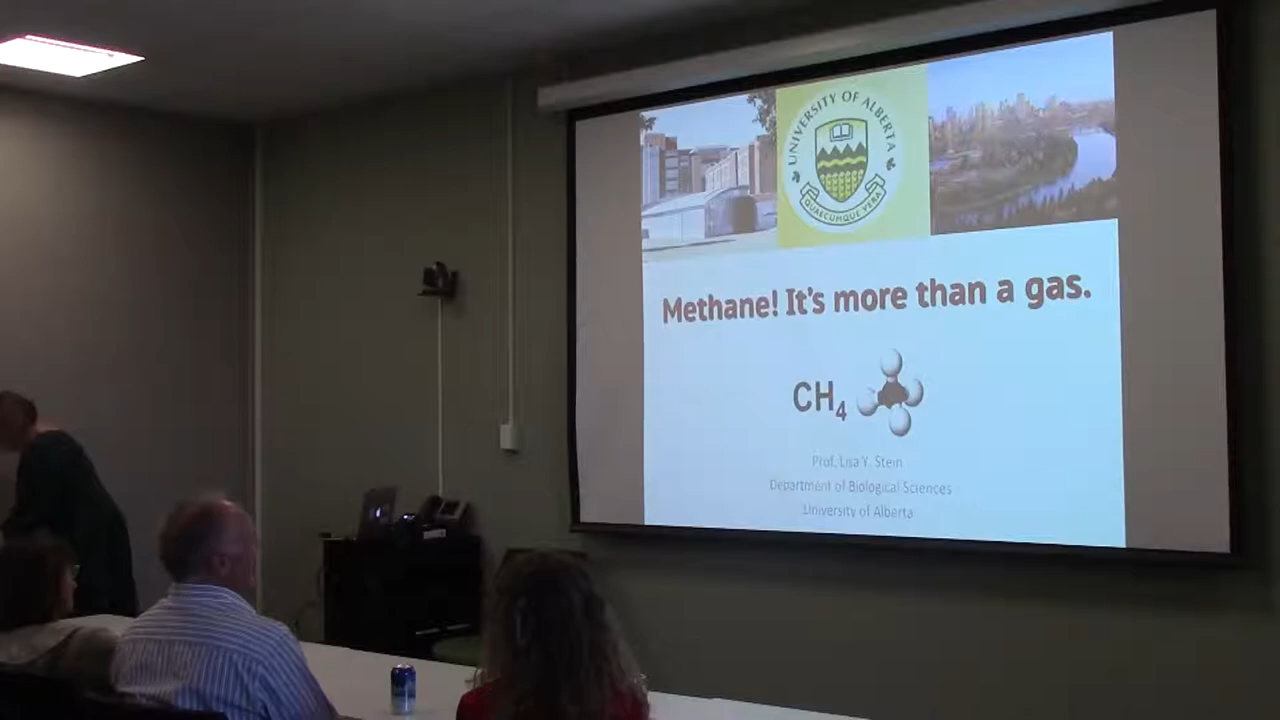 UNIVERSITY OF ALBERTA
QUAECUMQUE VERA
Methane! It's more than a gas.
CH4
Prof. Lisa Y. Stein
Department of Biological Sciences
University of Alberta